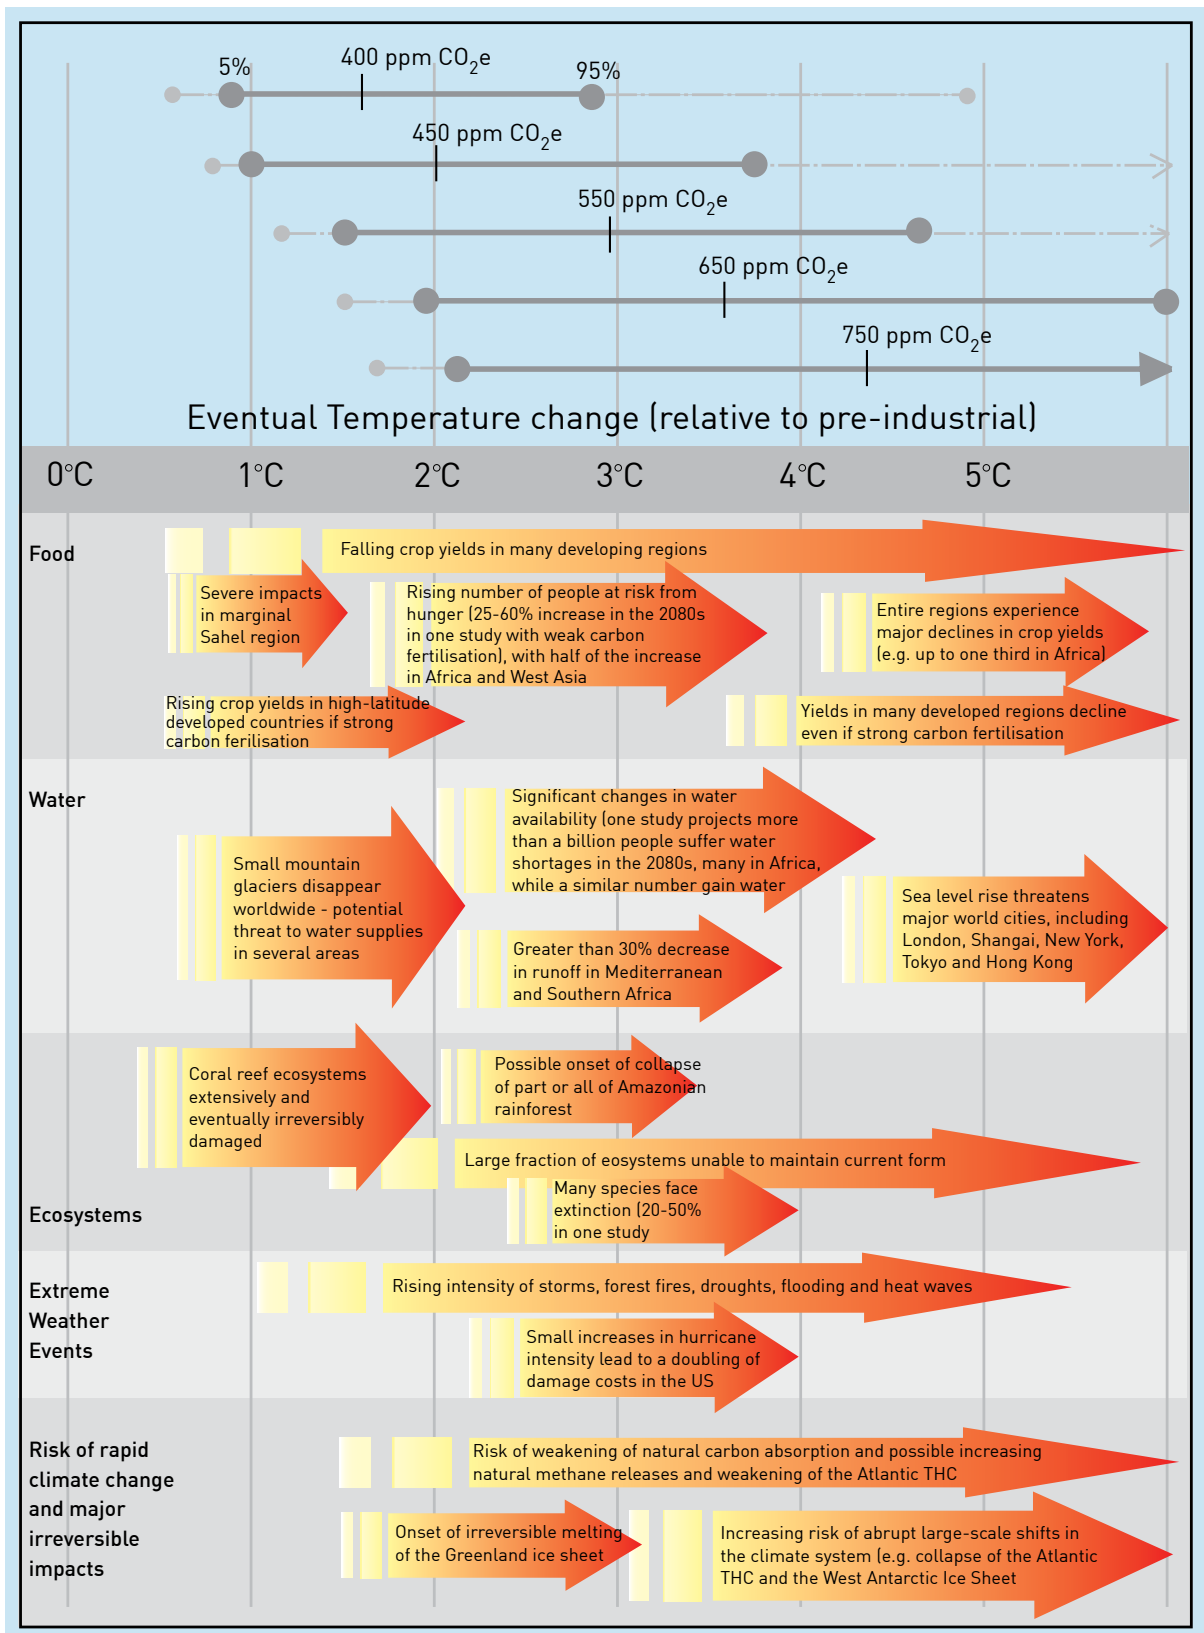 400 ppm CO2e
5%
95%
450 ppm CO2e
550 ppm CO2e
650 ppm CO2e
750 ppm CO2e
Eventual Temperature change (relative to pre-industrial)
0°C 1°C 2°C 3°C 4°C 5°C
Food
Falling crop yields in many developing regions
Severe impacts
in marginal
Sahel region
Rising number of people at risk from
hunger (25-60% increase in the 2080s
in one study with weak carbon
fertilisation), with half of the increase
in Africa and West Asia
Entire regions experience
major declines in crop yields
(e.g. up to one third in Africa)
Rising crop yields in high-latitude
developed countries if strong
carbon ferilisation
Yields in many developed regions decline
even if strong carbon fertilisation
Water
Significant changes in water
availability (one study projects more
than a billion people suffer water
shortages in the 2080s, many in Africa,
while a similar number gain water
Small mountain
glaciers disappear
worldwide - potential
threat to water supplies
in several areas
Sea level rise threatens
major world cities, including
London, Shangai, New York,
Tokyo and Hong Kong
Greater than 30% decrease
in runoff in Mediterranean
and Southern Africa
Coral reef ecosystems
extensively and
eventually irreversibly
damaged
Possible onset of collapse
of part or all of Amazonian
rainforest
Large fraction of eosystems unable to maintain current form
Many species face
extinction (20-50%
in one study
Ecosystems
Extreme
Weather
Events
Rising intensity of storms, forest fires, droughts, flooding and heat waves
Small increases in hurricane
intensity lead to a doubling of
damage costs in the US
Risk of rapid
climate change
and major
irreversible
impacts
Risk of weakening of natural carbon absorption and possible increasing
natural methane releases and weakening of the Atlantic THC
Onset of irreversible melting
of the Greenland ice sheet
Increasing risk of abrupt large-scale shifts in
the climate system (e.g. collapse of the Atlantic
THC and the West Antarctic Ice Sheet